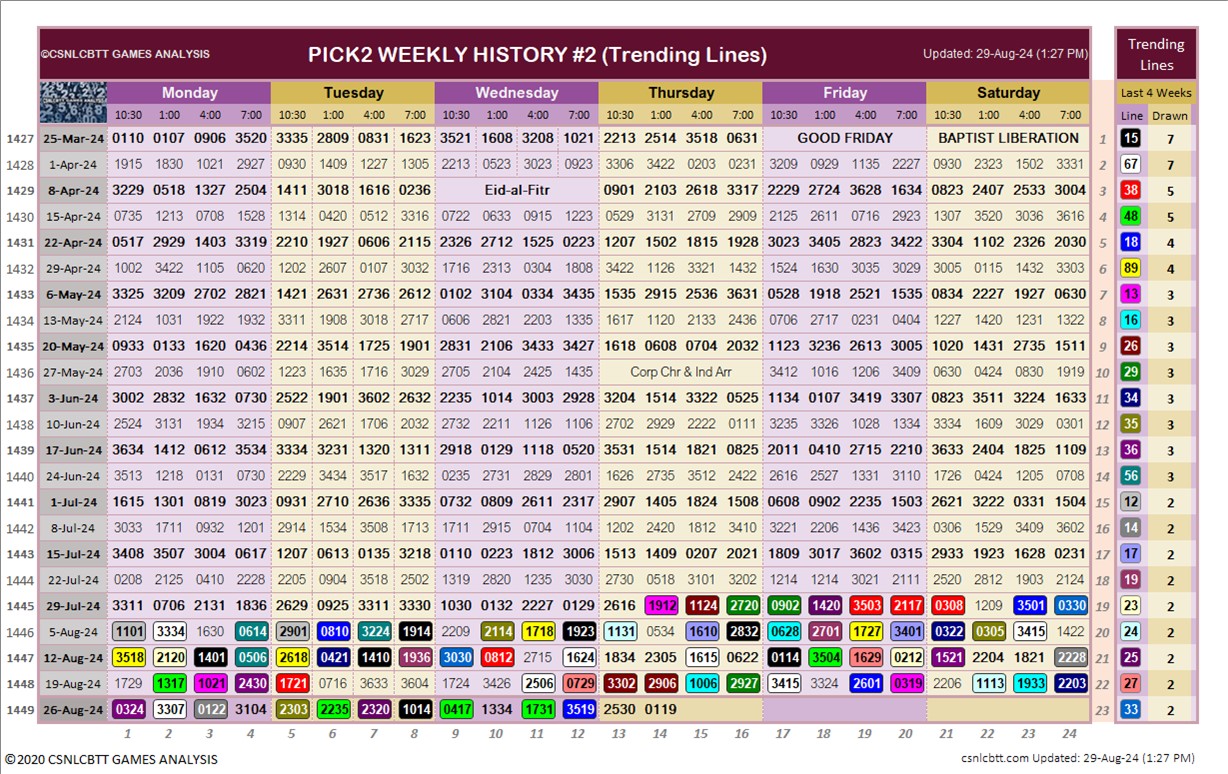 ©CSNLCBTT GAMES ANALYSIS PICK2 WEEKLY HISTORY #2 (Trending Lines) Updated: 29-Aug-24 (1:27 PM) Trending Lines
Monday Tuesday Wednesday Thursday Friday Saturday Last 4 Weeks
10:30 1:00 4:00 7:00 10:30 1:00 4:00 7:00 10:30 1:00 4:00 7:00 10:30 1:00 4:00 7:00 10:30 1:00 4:00 7:00 10:30 1:00 4:00 7:00 Line Drawn
1427 25-Mar-24 0110 0107 0906 3520 3335 2809 0831 1623 3521 1608 3208 1021 2213 2514 3518 0631 GOOD FRIDAY BAPTIST LIBERATION 1 15 7
1428 1-Apr-24 1915 1830 1021 2927 0930 1409 1227 1305 2213 0523 3023 0923 3306 3422 0203 0231 3209 0929 1135 2227 0930 2323 1502 3331 2 67 7
1429 8-Apr-24 3229 0518 1327 2504 1411 3018 1616 0236 Eid-al-Fitr 0901 2103 2618 3317 2229 2724 3628 1634 0823 2407 2533 3004 3 38 5
1430 15-Apr-24 0735 1213 0708 1528 1314 0420 0512 3316 0722 0633 0915 1223 0529 3131 2709 2909 2125 2611 0716 2923 1307 3520 3036 3616 4 48 5
1431 22-Apr-24 0517 2929 1403 3319 2210 1927 0606 2115 2326 2712 1525 0223 1207 1502 1815 1928 3023 3405 2823 3422 3304 1102 2326 2030 5 18 4
1432 29-Apr-24 1002 3422 1105 0620 1202 2607 0107 3032 1716 2313 0304 1808 3422 1126 3321 1432 1524 1630 3035 3029 3005 0115 1432 3303 6 89 4
1433 6-May-24 3325 3209 2702 2821 1421 2631 2736 2612 0102 3104 0334 3435 1535 2915 2536 3631 0528 1918 2521 1535 0834 2227 1927 0630 7 13 3
1434 13-May-24 2124 1031 1922 1932 3311 1908 3018 2717 0606 2821 2203 1335 1617 1120 2133 2436 0706 2717 0231 0404 1227 1420 1231 1322 8 16 3
1435 20-May-24 0933 0133 1620 0436 2214 3514 1725 1901 2831 2106 3433 3427 1618 0608 0704 2032 1123 3236 2613 3005 1020 1431 2735 1511 9 26 3
1436 27-May-24 2703 2036 1910 0602 1223 1635 1716 3029 2705 2104 2425 1435 Corp Chr & Ind Arr 3412 1016 1206 3409 0630 0424 0830 1919 10 29 3
1437 3-Jun-24 3002 2832 1632 0730 2522 1901 3602 2632 2235 1014 3003 2928 3204 1514 3322 0525 1134 0107 3419 3307 0823 3511 3224 1633 11 34 3
1438 10-Jun-24 2524 3131 1934 3215 0907 2621 1706 2032 2732 2211 1126 1106 2702 2929 2222 0111 3235 3326 1028 1334 3334 1609 3029 0301 12 35 3
1439 17-Jun-24 3634 1412 0612 3534 3334 3231 1320 1311 2918 0129 1118 0520 3531 1514 1821 0825 2011 0410 2715 2210 3633 2404 1825 1109 13 36 3
1440 24-Jun-24 3513 1218 0131 0730 2229 3434 3517 1635 0235 2731 2829 2801 1626 2735 3512 2422 2616 2527 1331 3110 1726 0424 1205 0708 14 56 3
1441 1-Jul-24 1615 1301 0819 3023 0931 2710 2636 3335 0732 0809 2611 2317 2907 1405 1824 1508 0608 0902 2235 1503 2621 3222 0331 1504 15 12 2
1442 8-Jul-24 3033 1711 0932 1201 2914 1534 3508 1713 1711 2915 0704 1104 1202 2420 1812 3410 3221 2206 1436 3423 0306 1529 3409 3602 16 14 2
1443 15-Jul-24 3408 3507 3004 0617 1207 0613 0135 3218 0110 0223 1812 3006 1513 1409 0207 2021 1809 3017 3602 0315 2933 1923 1628 0231 17 17 2
1444 22-Jul-24 0208 2125 0410 2228 2205 0904 3518 2502 1319 2820 1235 3030 2730 0518 3101 3202 1214 1214 3021 2111 2520 2812 1903 2124 18 19 2
1445 29-Jul-24 3311 0706 2131 1836 2629 0925 3311 3330 1030 0132 2227 0129 2616 1912 1124 2720 0902 1420 3503 2117 0308 1209 3501 0330 19 23 2
1446 5-Aug-24 1101 3334 1630 0614 2901 0810 3224 1914 2209 2114 1718 1923 1131 0534 1610 2832 0628 2701 1727 3401 0322 0305 3415 1422 20 24 2
1447 12-Aug-24 3518 2120 1401 0506 2618 0421 1410 1936 3030 0812 2715 1624 1834 2305 1615 0622 0114 3504 1629 0212 1521 2204 1821 2228 21 25 2
1448 19-Aug-24 1729 1317 1021 2430 1721 0716 3633 3604 1724 3426 2506 0729 3302 2906 1006 2927 3415 3324 2601 0319 2206 1113 1933 2203 22 27 2
1449 26-Aug-24 0324 3307 0122 3104 2303 2235 2320 1014 0417 1334 1731 3519 2530 0119 23 33 2
1 2 3 4 5 6 7 8 9 10 11 12 13 14 15 16 17 18 19 20 21 22 23 24
©2020 CSNLCBTT GAMES ANALYSIS csnlcbtt.com Updated: 29-Aug-24 (1:27 PM)